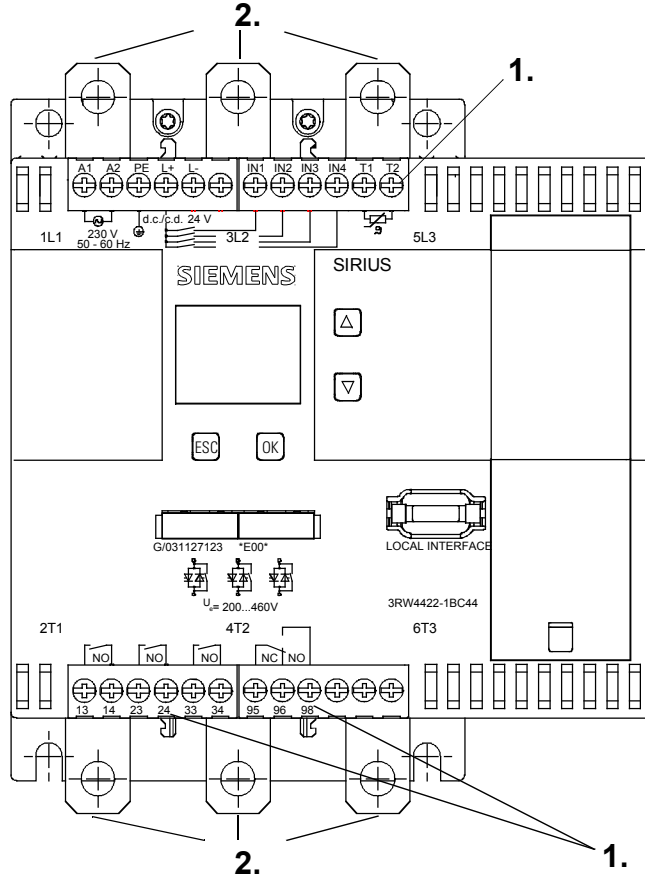 2.
1.
A1 A2 PE L+ L- IN1 IN2 IN3 IN4 T1 T2
d.c./c.d. 24 V
1L1 230 V 3L2 5L3
50 - 60 Hz
SIEMENS SIRIUS
ESC OK
G/031127123 *E00* LOCAL INTERFACE
Ue= 200...460V 3RW4422-1BC44
2T1 4T2 6T3
NO NO NO NC NO
13 14 23 24 33 34 95 96 98
2. 1.